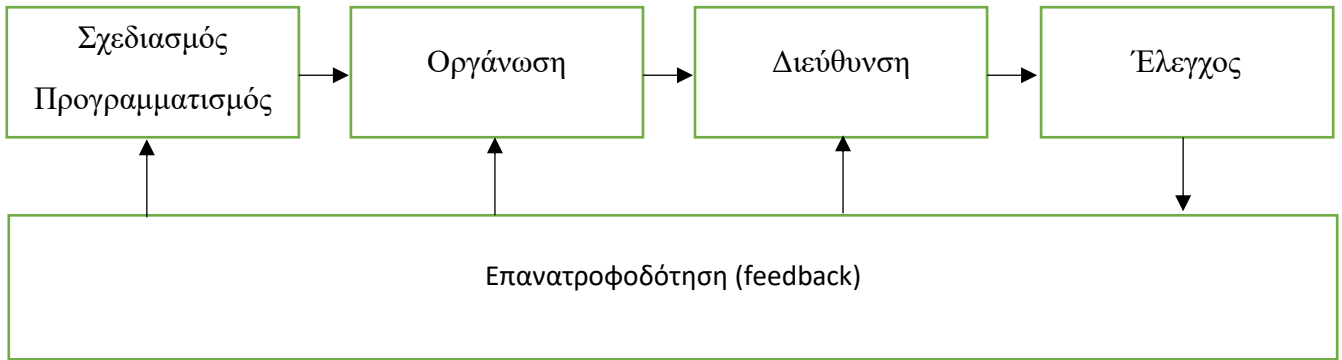 Σχεδιασμός
Προγραμματισμός
Οργάνωση
Διεύθυνση
Έλεγχος
Επανατροφοδότηση (feedback)